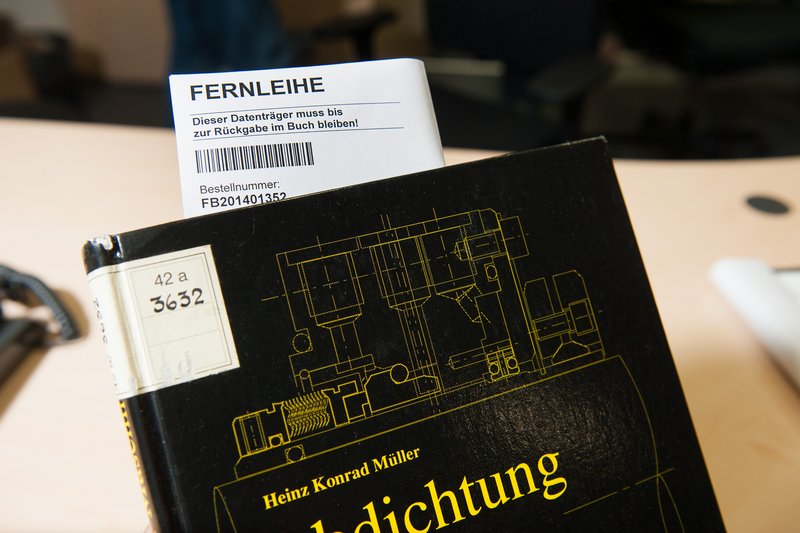 FERNLEIHE
Dieser Datenträger muss bis
zur Rückgabe im Buch bleiben!
Bestellnummer:
FB201401352
42 a
3632
Heinz Konrad Müller
bdichtung